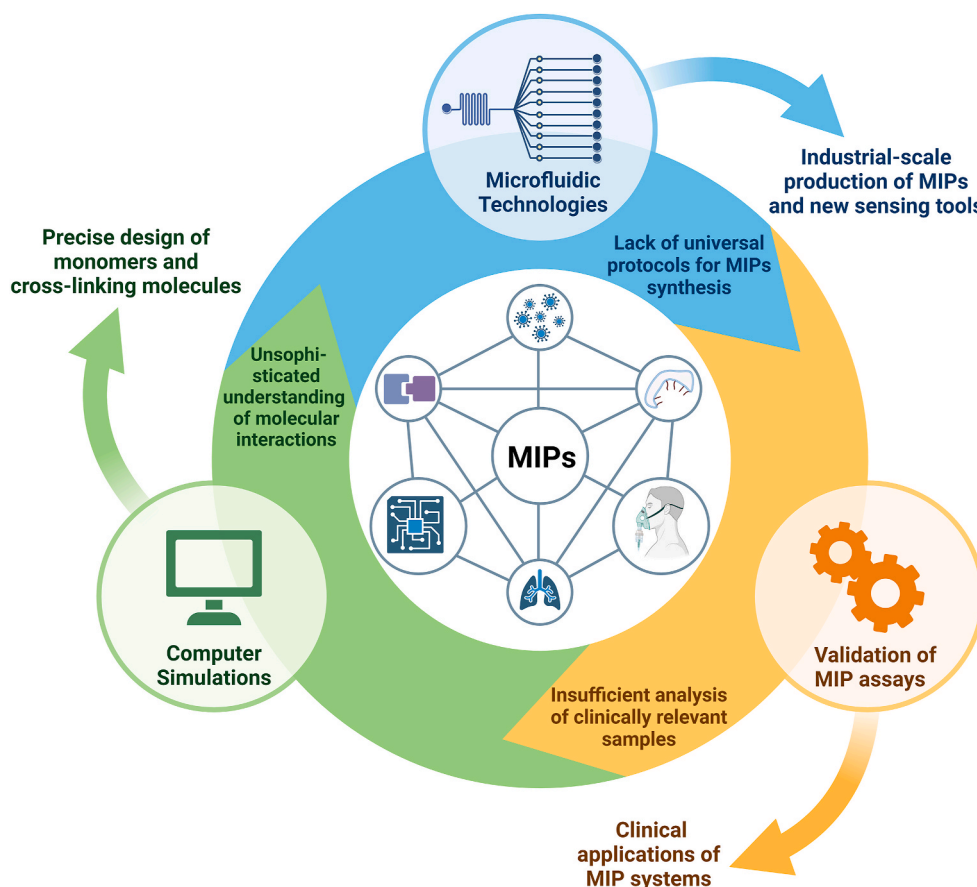 Microfluidic
Technologies
Industrial-scale
production of MIPs
and new sensing tools
Precise design of
monomers and
cross-linking molecules
Lack of universal
protocols for MIPs
synthesis
Unsophi-
sticated
understanding
of molecular
interactions
MIPs
Computer
Simulations
Validation of
MIP assays
Insufficient analysis
of clinically relevant
samples
Clinical
applications of
MIP systems